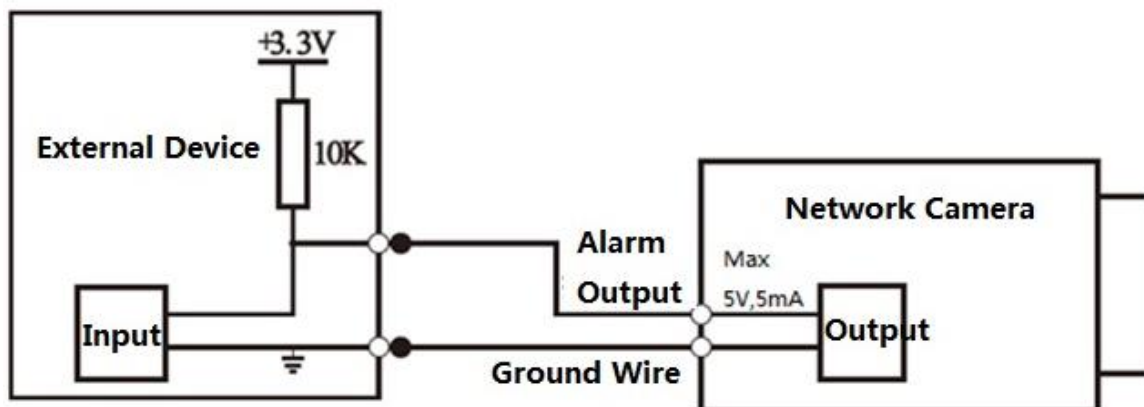 +3.3V
External Device
10K
Network Camera
Alarm
Output
Max
5V,5mA
Input
Output
Ground Wire